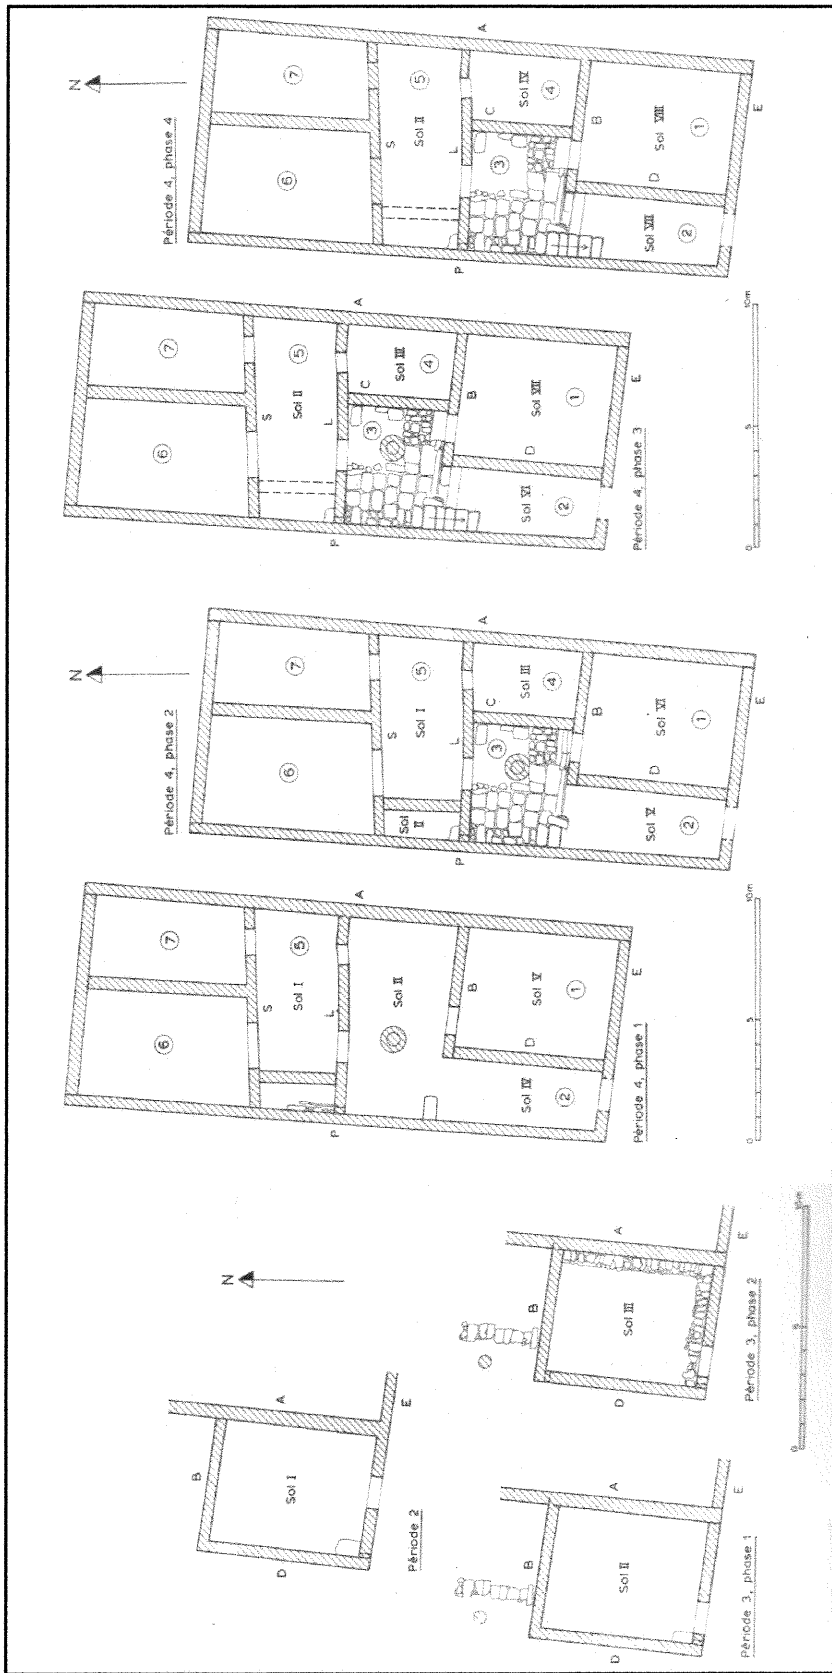 N
B
A
Sol I
D
E
Période 2
B
A
Sol II
D
E
Période 3, phase 1
B
A
Sol III
D
E
Période 3, phase 2
0 10m
6
7
S
5
Sol I
L
A
P
Sol II
B
Sol V
Sol IV
D
1
2
E
Période 4, phase 1
0 5 10m
N
6
7
S
5
Sol I
Sol II
L
A
P
C
Sol III
3
4
B
Sol VI
Sol V
D
1
2
E
Période 4, phase 2
6
7
S
5
Sol II
L
A
P
C
Sol III
3
4
B
Sol VII
Sol VI
D
1
2
E
Période 4, phase 3
0 5 10m
N
6
7
S
5
Sol II
L
A
P
C
Sol IV
3
4
B
Sol VIII
Sol VII
D
1
2
E
Période 4, phase 4